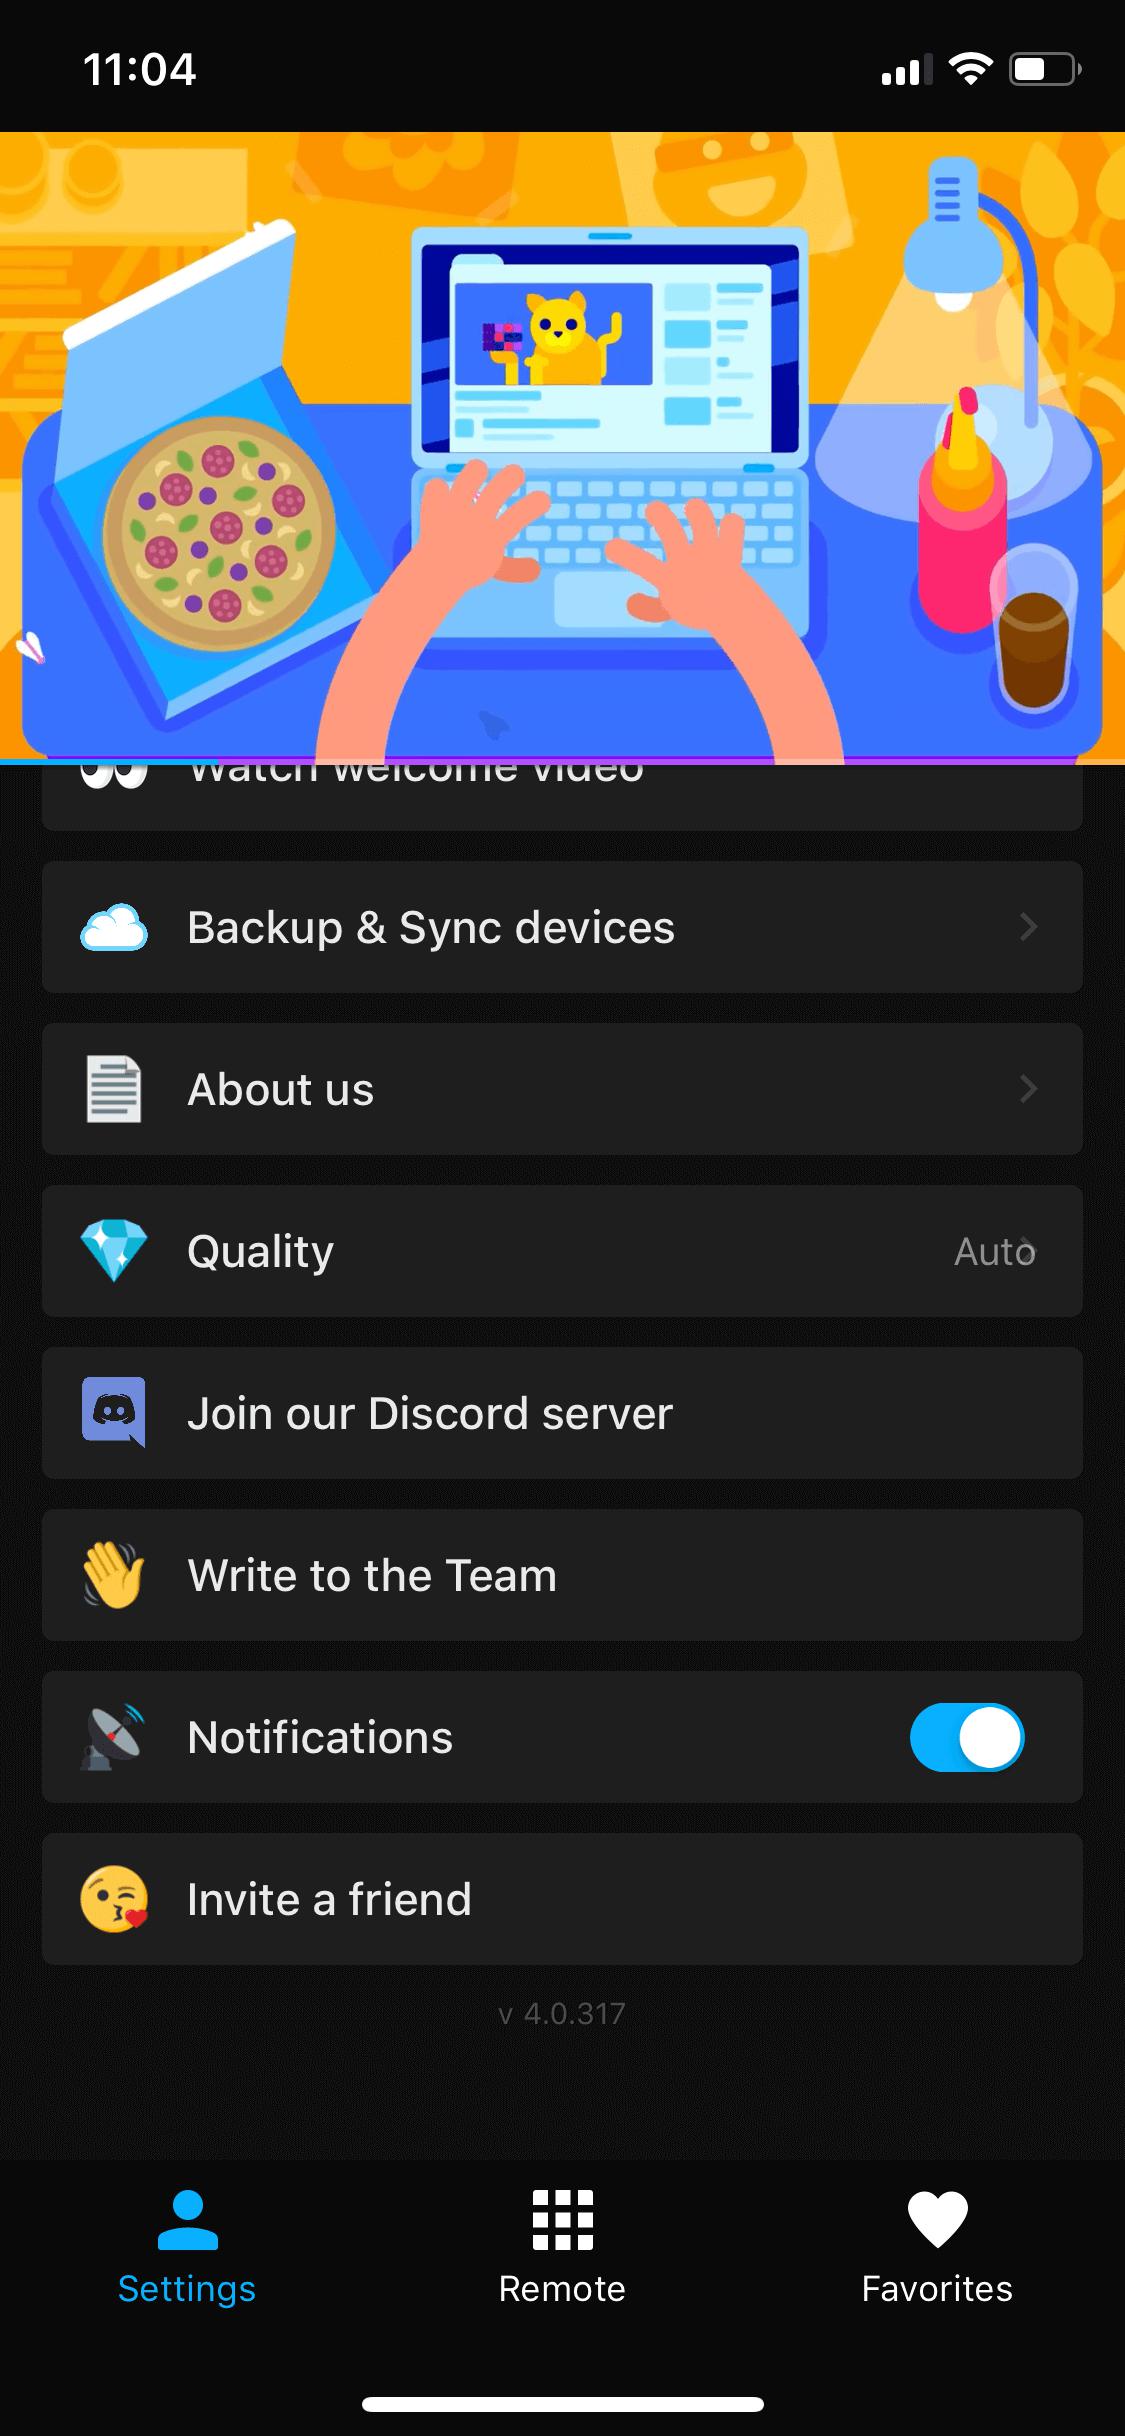 11:04
Watch welcome video
Backup & Sync devices
About us
Quality
Auto
Join our Discord server
Write to the Team
Notifications
Invite a friend
v 4.0.317
Settings
Remote
Favorites